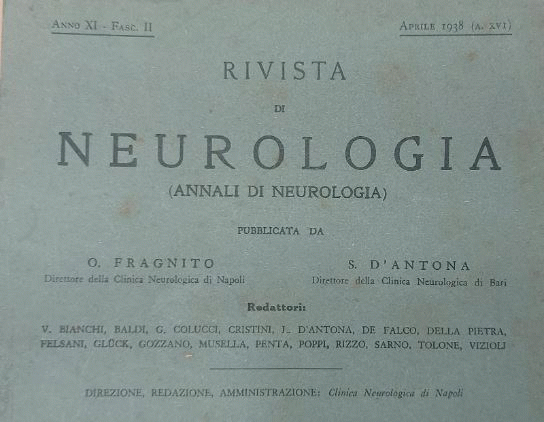 ANNO XI - FASC. II
APRILE 1938 (A. XVI)
RIVISTA
DI
NEUROLOGIA
(ANNALI DI NEUROLOGIA)
PUBBLICATA DA
O. FRAGNITO
Direttore della Clinica Neurologica di Napoli
S. D'ANTONA
Direttore della Clinica Neurologica di Bari
Redattori:
V. BIANCHI, BALDI, G. COLUCCI, CRISTINI, L. D'ANTONA, DE FALCO, DELLA PIETRA,
FELSANI, GLÜCK, GOZZANO, MUSELLA, PENTA, POPPI, RIZZO, SARNO, TOLONE, VIZIOLI
DIREZIONE, REDAZIONE, AMMINISTRAZIONE: Clinica Neurologica di Napoli